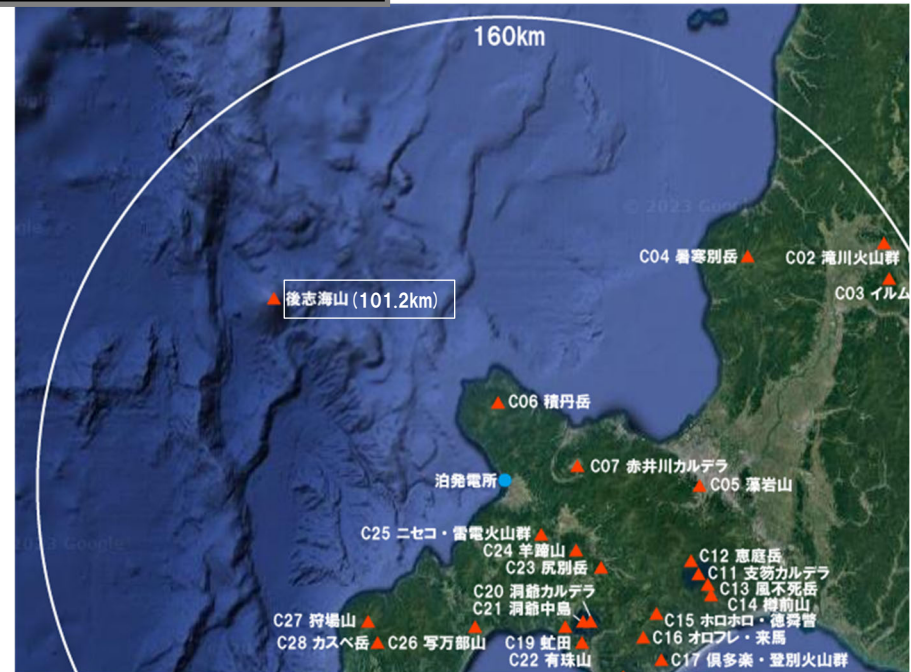 160km
© 2023 Google
C04 暑寒別岳
C02 滝川火山群
C03 イルム
後志海山(101.2km)
C06 積丹岳
C07 赤井川カルデラ
泊発電所
C05 藻岩山
C25 ニセコ・雷電火山群
C24 羊蹄山
C23 尻別岳
C12 恵庭岳
C11 支笏カルデラ
C13 風不死岳
C14 樽前山
C20 洞爺カルデラ
C21 洞爺中島
C15 ホロホロ・徳舜瞥
C27 狩場山
C28 カスベ岳
C26 写万部山
C19 虻田
C16 オロフレ・来馬
C22 有珠山
C17 倶多楽・登別火山群